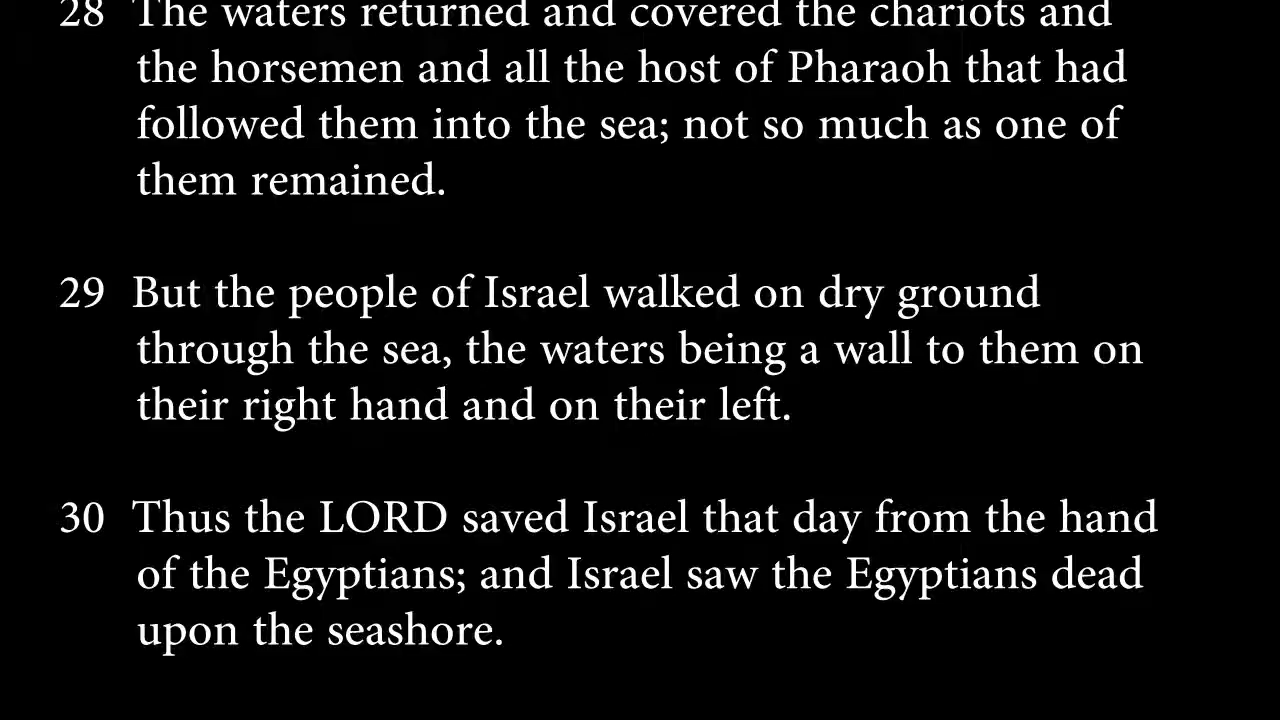 28 The waters returned and covered the chariots and
the horsemen and all the host of Pharaoh that had
followed them into the sea; not so much as one of
them remained.
29 But the people of Israel walked on dry ground
through the sea, the waters being a wall to them on
their right hand and on their left.
30 Thus the LORD saved Israel that day from the hand
of the Egyptians; and Israel saw the Egyptians dead
upon the seashore.